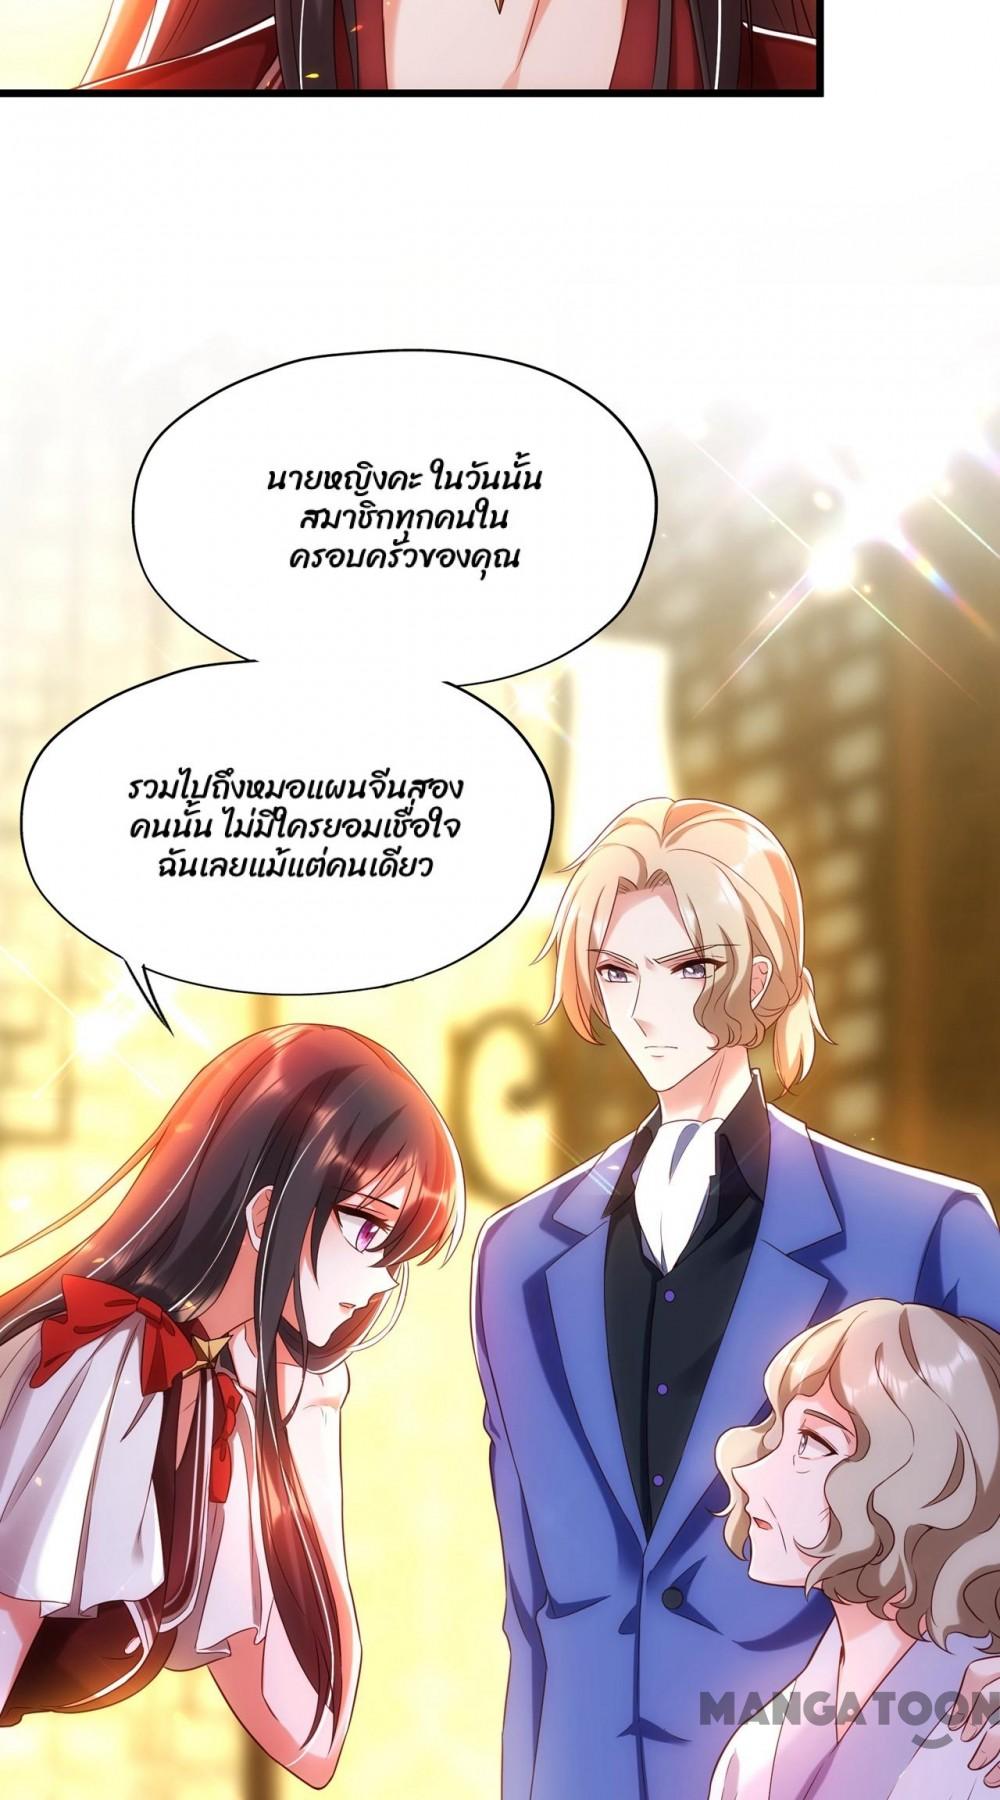 นายหญิงคะ ในวันนั้น
สมาชิกทุกคนใน
ครอบครัวของคุณ
รวมไปถึงหมอแผนจีนสอง
คนนั้น ไม่มีใครยอมเชื่อใจ
ฉันเลยแม้แต่คนเดียว
MANGATOON